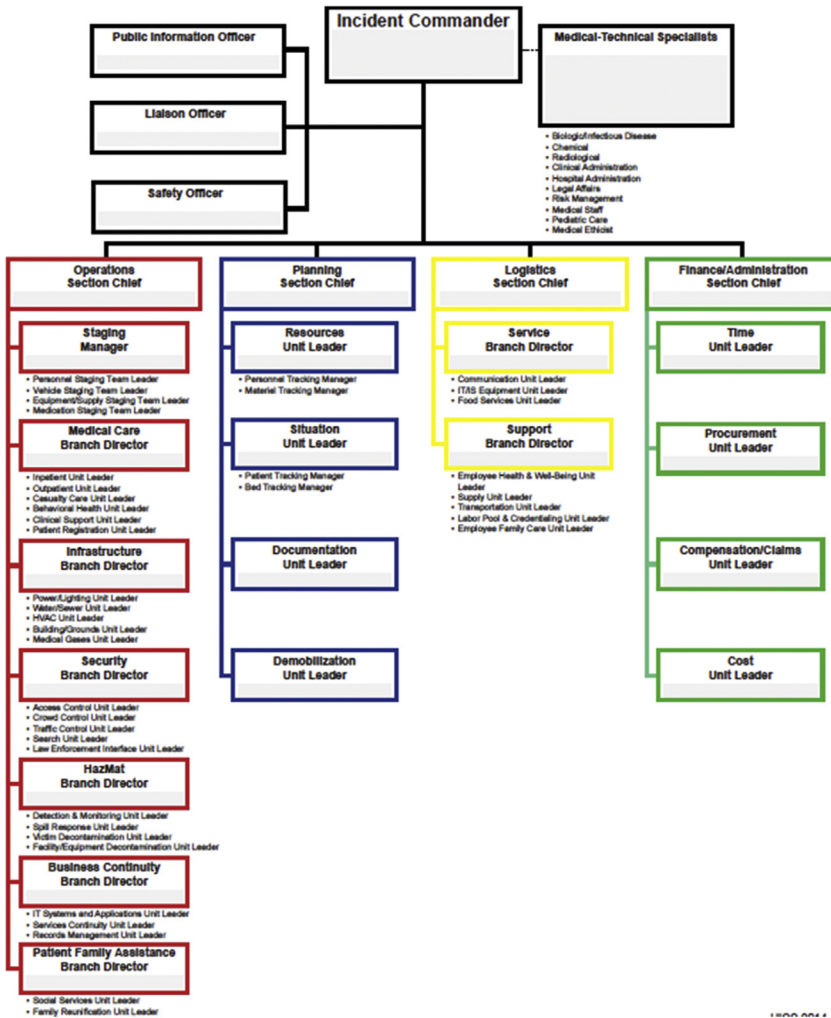 Incident Commander
Public Information Officer
Medical-Technical Specialists
Liaison Officer
• Biologic/Infectious Disease
• Chemical
• Radiological
• Clinical Administration
• Hospital Administration
• Legal Affairs
• Risk Management
• Medical Staff
• Pediatric Care
• Medical Ethicist
Safety Officer
Operations
Section Chief
Staging
Manager
• Personnel Staging Team Leader
• Vehicle Staging Team Leader
• Equipment/Supply Staging Team Leader
• Medication Staging Team Leader
Medical Care
Branch Director
• Inpatient Unit Leader
• Outpatient Unit Leader
• Casualty Care Unit Leader
• Behavioral Health Unit Leader
• Clinical Support Unit Leader
• Patient Registration Unit Leader
Infrastructure
Branch Director
• Power/Lighting Unit Leader
• Water/Sewer Unit Leader
• HVAC Unit Leader
• Building/Grounds Unit Leader
• Medical Gases Unit Leader
Security
Branch Director
• Access Control Unit Leader
• Crowd Control Unit Leader
• Traffic Control Unit Leader
• Search Unit Leader
• Law Enforcement Interface Unit Leader
HazMat
Branch Director
• Detection & Monitoring Unit Leader
• Spill Response Unit Leader
• Victim Decontamination Unit Leader
• Facility/Equipment Decontamination Unit Leader
Business Continuity
Branch Director
• IT Systems and Applications Unit Leader
• Services Continuity Unit Leader
• Records Management Unit Leader
Patient Family Assistance
Branch Director
• Social Services Unit Leader
• Family Reunification Unit Leader
Planning
Section Chief
Resources
Unit Leader
• Personnel Tracking Manager
• Materiel Tracking Manager
Situation
Unit Leader
• Patient Tracking Manager
• Bed Tracking Manager
Documentation
Unit Leader
Demobilization
Unit Leader
Logistics
Section Chief
Service
Branch Director
• Communication Unit Leader
• IT/IS Equipment Unit Leader
• Food Services Unit Leader
Support
Branch Director
• Employee Health & Well-Being Unit
Leader
• Supply Unit Leader
• Transportation Unit Leader
• Labor Pool & Credentialing Unit Leader
• Employee Family Care Unit Leader
Finance/Administration
Section Chief
Time
Unit Leader
Procurement
Unit Leader
Compensation/Claims
Unit Leader
Cost
Unit Leader